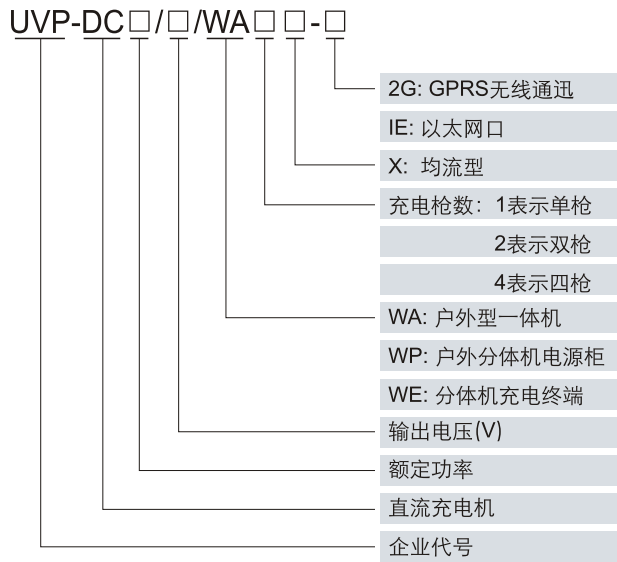 UVP-DC□/□/WA□ □-□
2G: GPRS无线通迅
IE: 以太网口
X: 均流型
充电枪数: 1表示单枪
2表示双枪
4表示四枪
WA: 户外型一体机
WP: 户外分体机电源柜
WE: 分体机充电终端
输出电压(V)
额定功率
直流充电机
企业代号